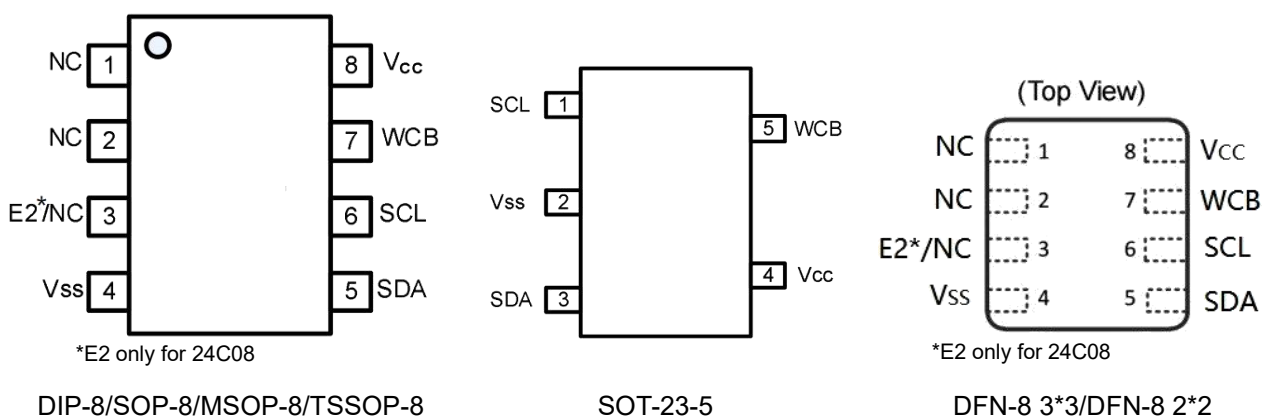 NC 1 8 Vcc
NC 2 7 WCB
E2*/NC 3 6 SCL
Vss 4 5 SDA
*E2 only for 24C08
DIP-8/SOP-8/MSOP-8/TSSOP-8
SCL 1
5 WCB
Vss 2
4 Vcc
SDA 3
SOT-23-5
(Top View)
NC 1 8 Vcc
NC 2 7 WCB
E2*/NC 3 6 SCL
Vss 4 5 SDA
*E2 only for 24C08
DFN-8 3*3/DFN-8 2*2